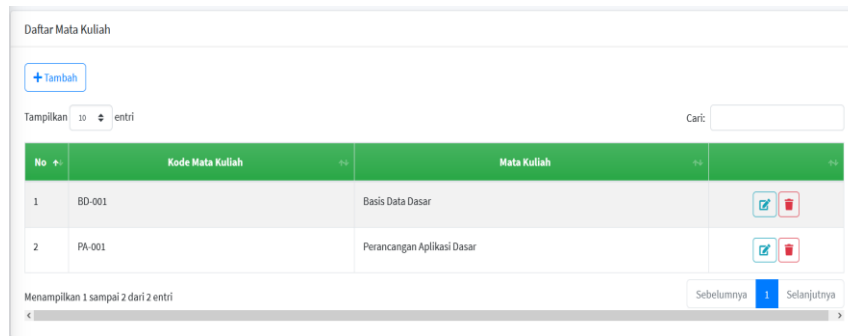 Daftar Mata Kuliah
+ Tambah
Tampilkan 10 entri
Cari:
No Kode Mata Kuliah Mata Kuliah
1 BD-001 Basis Data Dasar
2 PA-001 Perancangan Aplikasi Dasar
Menampilkan 1 sampai 2 dari 2 entri
Sebelumnya 1 Selanjutnya